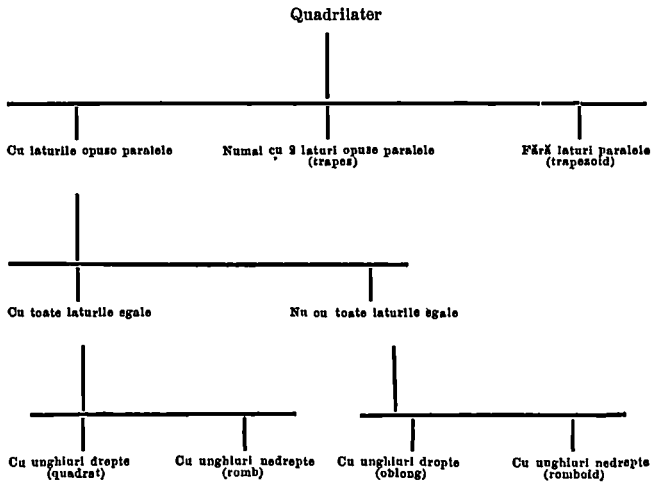 Quadrilater
Cu laturile opuse paralele
Numai cu 2 laturi opuse paralele
(trapes)
Fără laturi paralele
(trapezoid)
Cu toate laturile egale
Nu cu toate laturile egale
Cu unghiuri drepte
(quadrat)
Cu unghiuri nedrepte
(romb)
Cu unghiuri drepte
(oblong)
Cu unghiuri nedrepte
(romboid)